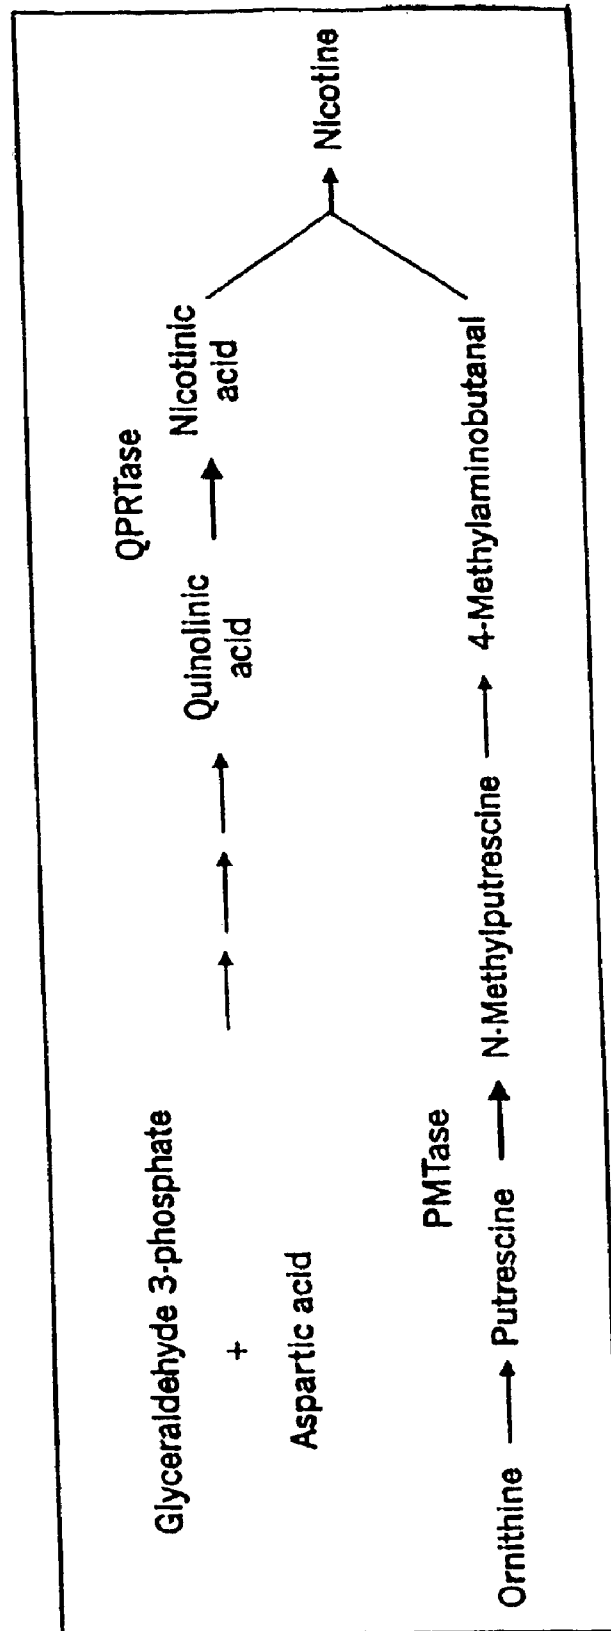 Glyceraldehyde 3-phosphate
+
Aspartic acid
Quinolinic
acid
QPRTase
Nicotinic
acid
Nicotine
Ornithine
Putrescine
PMTase
N-Methylputrescine
4-Methylaminobutanal